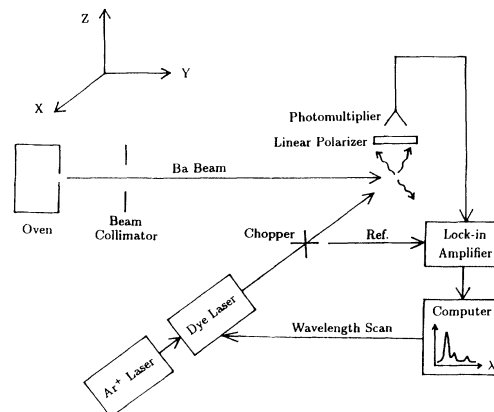 Z
Y
X
Photomultiplier
Linear Polarizer
Ba Beam
Oven
Beam
Collimator
Chopper
Ref.
Lock-in
Amplifier
Dye Laser
Computer
Wavelength Scan
λ
Ar⁺ Laser